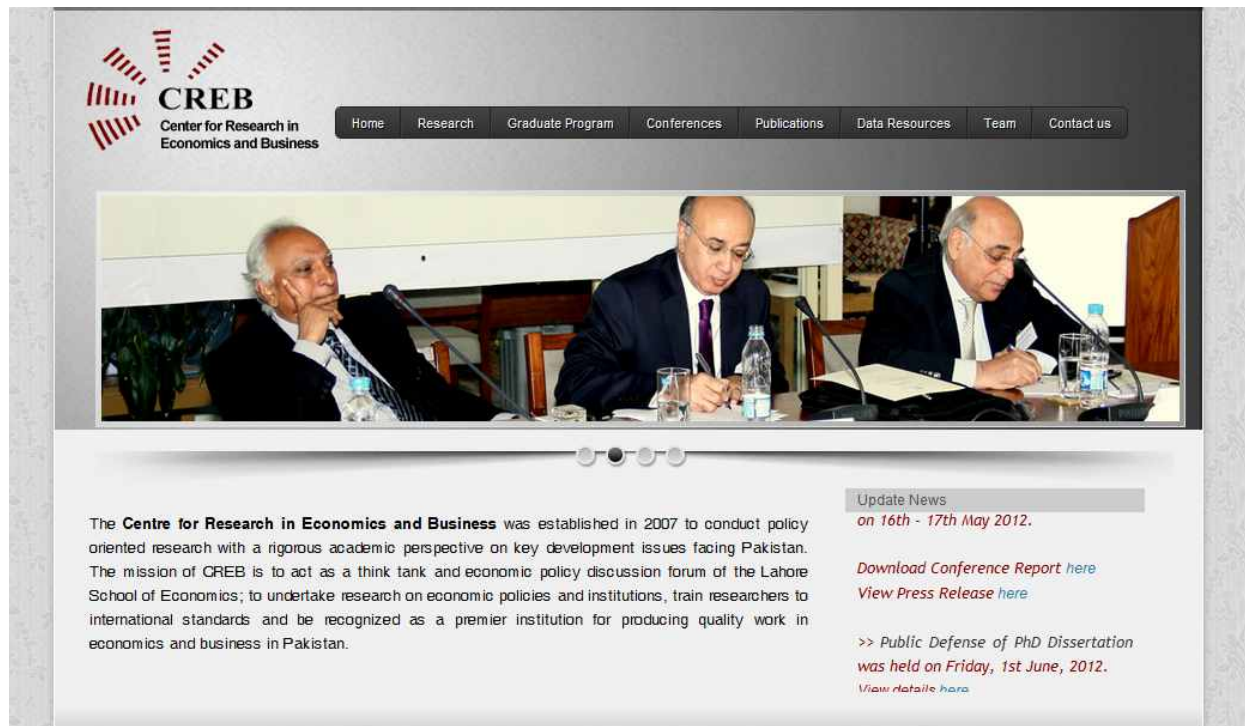 CREB
Center for Research in
Economics and Business
Home Research Graduate Program Conferences Publications Data Resources Team Contact us
The Centre for Research in Economics and Business was established in 2007 to conduct policy
oriented research with a rigorous academic perspective on key development issues facing Pakistan.
The mission of CREB is to act as a think tank and economic policy discussion forum of the Lahore
School of Economics; to undertake research on economic policies and institutions, train researchers to
international standards and be recognized as a premier institution for producing quality work in
economics and business in Pakistan.
Update News
on 16th - 17th May 2012.
Download Conference Report here
View Press Release here
>> Public Defense of PhD Dissertation
was held on Friday, 1st June, 2012.
View details here